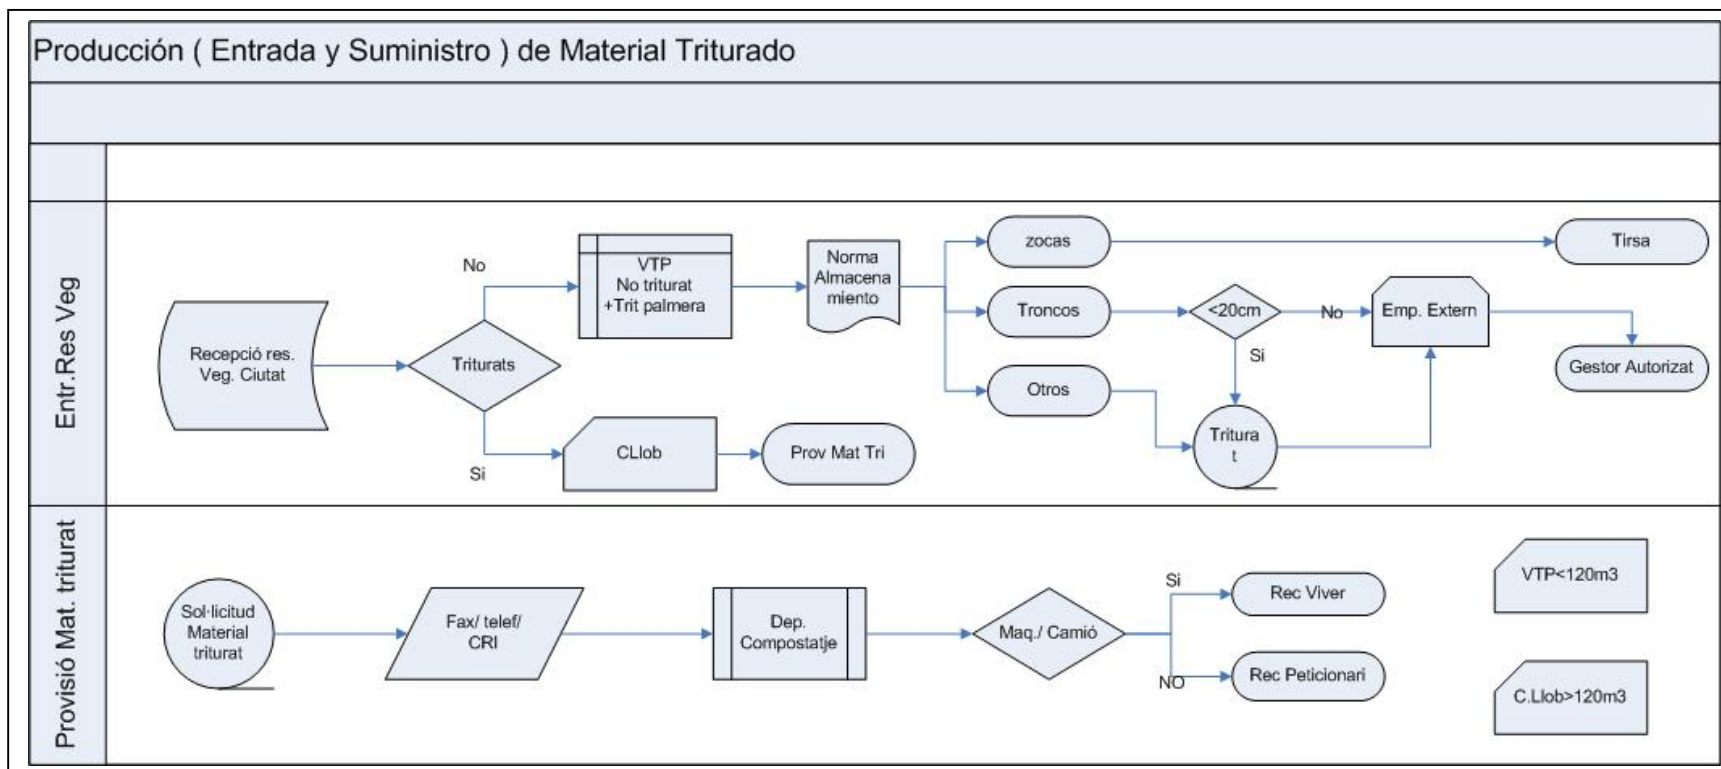 Producción ( Entrada y Suministro ) de Material Triturado
Entr.Res Veg
Recepció res.
Veg. Ciutat
Triturats
No
Si
VTP
No triturat
+Trit palmera
Norma
Almacena
miento
CLlob
Prov Mat Tri
zocas
Troncos
Otros
<20cm
No
Si
Triturat
t
Emp. Extern
Tirsa
Gestor Autorizat
Provisió Mat. triturat
Sol·licitud
Material
triturat
Fax/ telef/
CRI
Dep.
Compostatje
Maq./ Camió
Si
NO
Rec Viver
Rec Peticionari
VTP<120m3
C.Llob>120m3